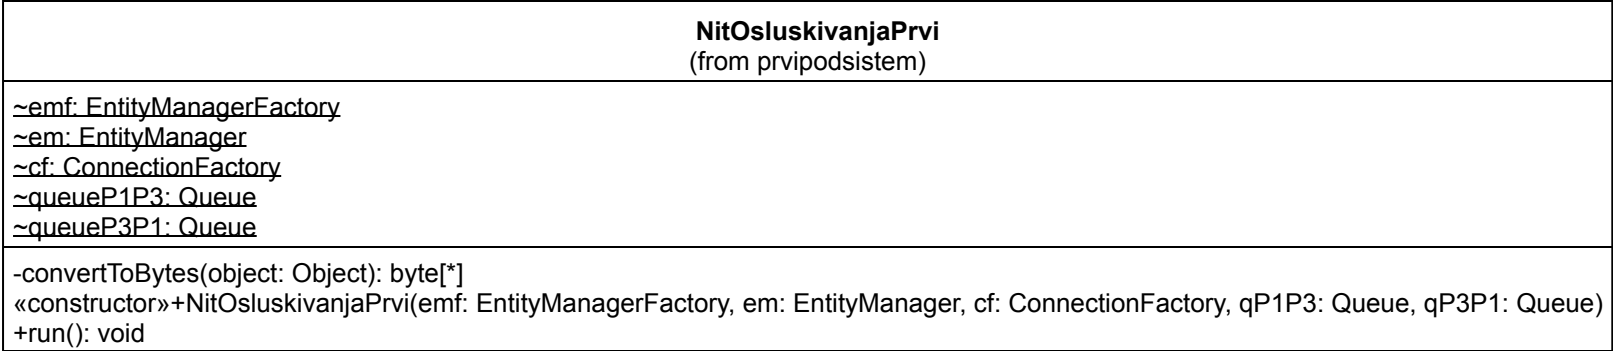 NitOsluskivanjaPrvi
(from prvipodsistem)
~emf: EntityManagerFactory
~em: EntityManager
~cf: ConnectionFactory
~queueP1P3: Queue
~queueP3P1: Queue
-convertToBytes(object: Object): byte[*]
«constructor»+NitOsluskivanjaPrvi(emf: EntityManagerFactory, em: EntityManager, cf: ConnectionFactory, qP1P3: Queue, qP3P1: Queue)
+run(): void